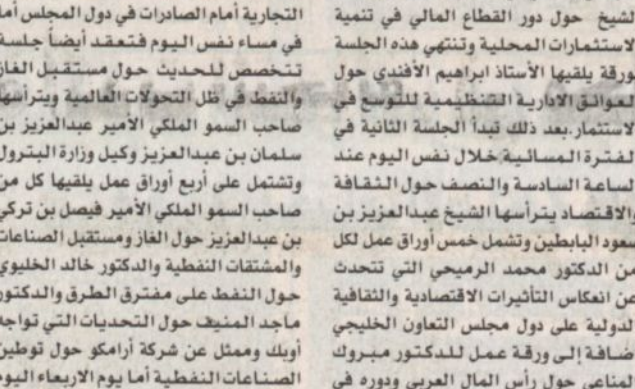 الشيخ حول دور القطاع المالي في تنمية
الاستثمارات المحلية وتنتهي هذه الجلسة
بورقة يلقيها الأستاذ ابراهيم الأفندي حول
العوائق الادارية التنظيمية للتوسع في
الاستثمار.بعد ذلك تبدأ الجلسة الثانية في
الفترة المسائية خلال نفس اليوم عند
الساعة السادسة والنصف حول الثقافة
والاقتصاد يترأسها الشيخ عبدالعزيز بن
سعود البابطين وتشمل خمس أوراق عمل لكل
من الدكتور محمد الرميحي التي تتحدث
عن انعكاس التأثيرات الاقتصادية والثقافية
الدولية على دول مجلس التعاون الخليجي
اضافة إلى ورقة عمل للدكتور مبروك
المناعي حول رأس المال العربي ودوره في
التجارية أمام الصادرات في دول المجلس أما
في مساء نفس اليوم فتعقد أيضاً جلسة
تتخصص للحديث حول مستقبل الغاز
والنفط في ظل التحولات العالمية ويترأسها
صاحب السمو الملكي الأمير عبدالعزيز بن
سلمان بن عبدالعزيز وكيل وزارة البترول
وتشتمل على أربع أوراق عمل يلقيها كل من
صاحب السمو الملكي الأمير فيصل بن تركي
بن عبدالعزيز حول الغاز ومستقبل الصناعات
والمشتقات النفطية والدكتور خالد الخليوي
حول النفط على مفترق الطرق والدكتور
ماجد المنيف حول التحديات التي تواجه
أوبك وممثل عن شركة أرامكو حول توطين
الصناعات النفطية أما يوم الاربعاء اليوم